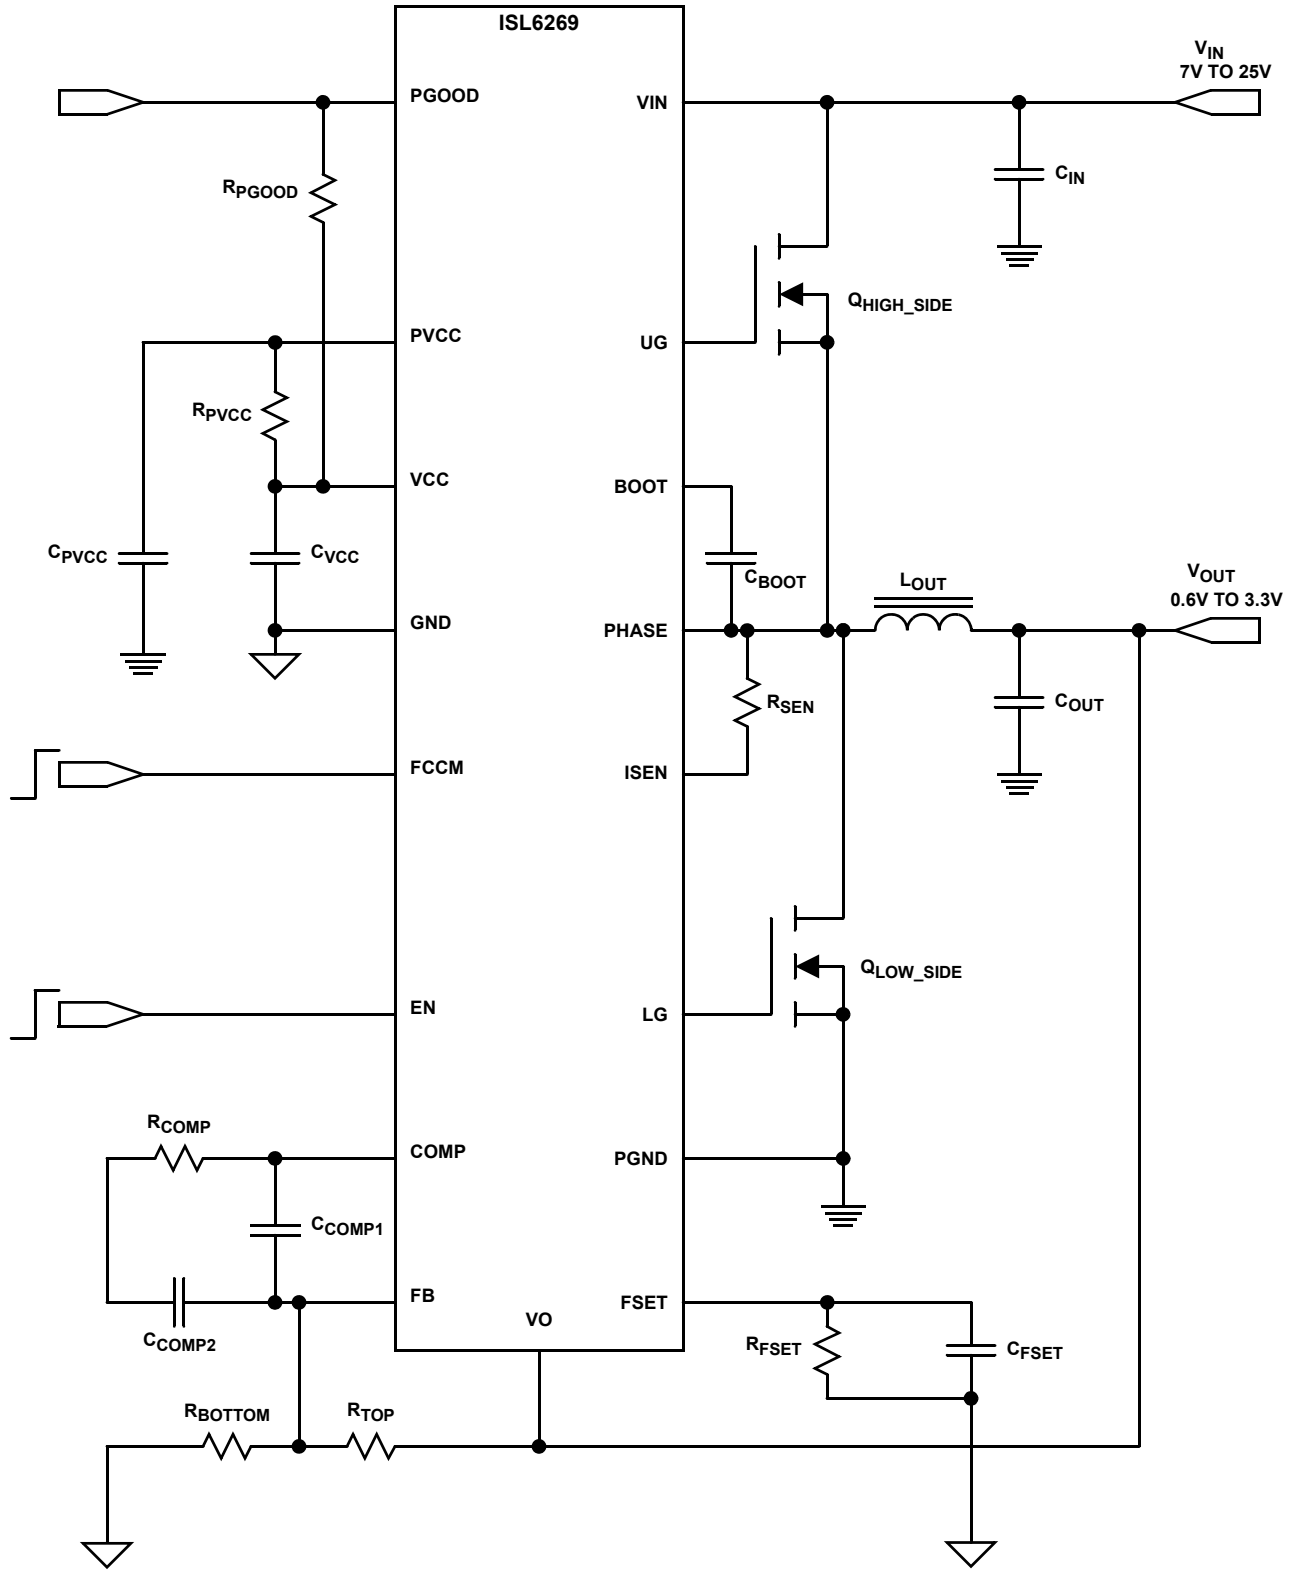 ISL6269
PGOOD
VIN
V_IN
7V TO 25V
R_PGOOD
C_IN
PVCC
UG
Q_HIGH_SIDE
R_PVCC
VCC
BOOT
C_PVCC
C_VCC
C_BOOT
L_OUT
V_OUT
0.6V TO 3.3V
GND
PHASE
R_SEN
C_OUT
FCCM
ISEN
Q_LOW_SIDE
EN
LG
R_COMP
COMP
PGND
C_COMP1
FB
VO
FSET
C_COMP2
R_FSET
C_FSET
R_BOTTOM
R_TOP